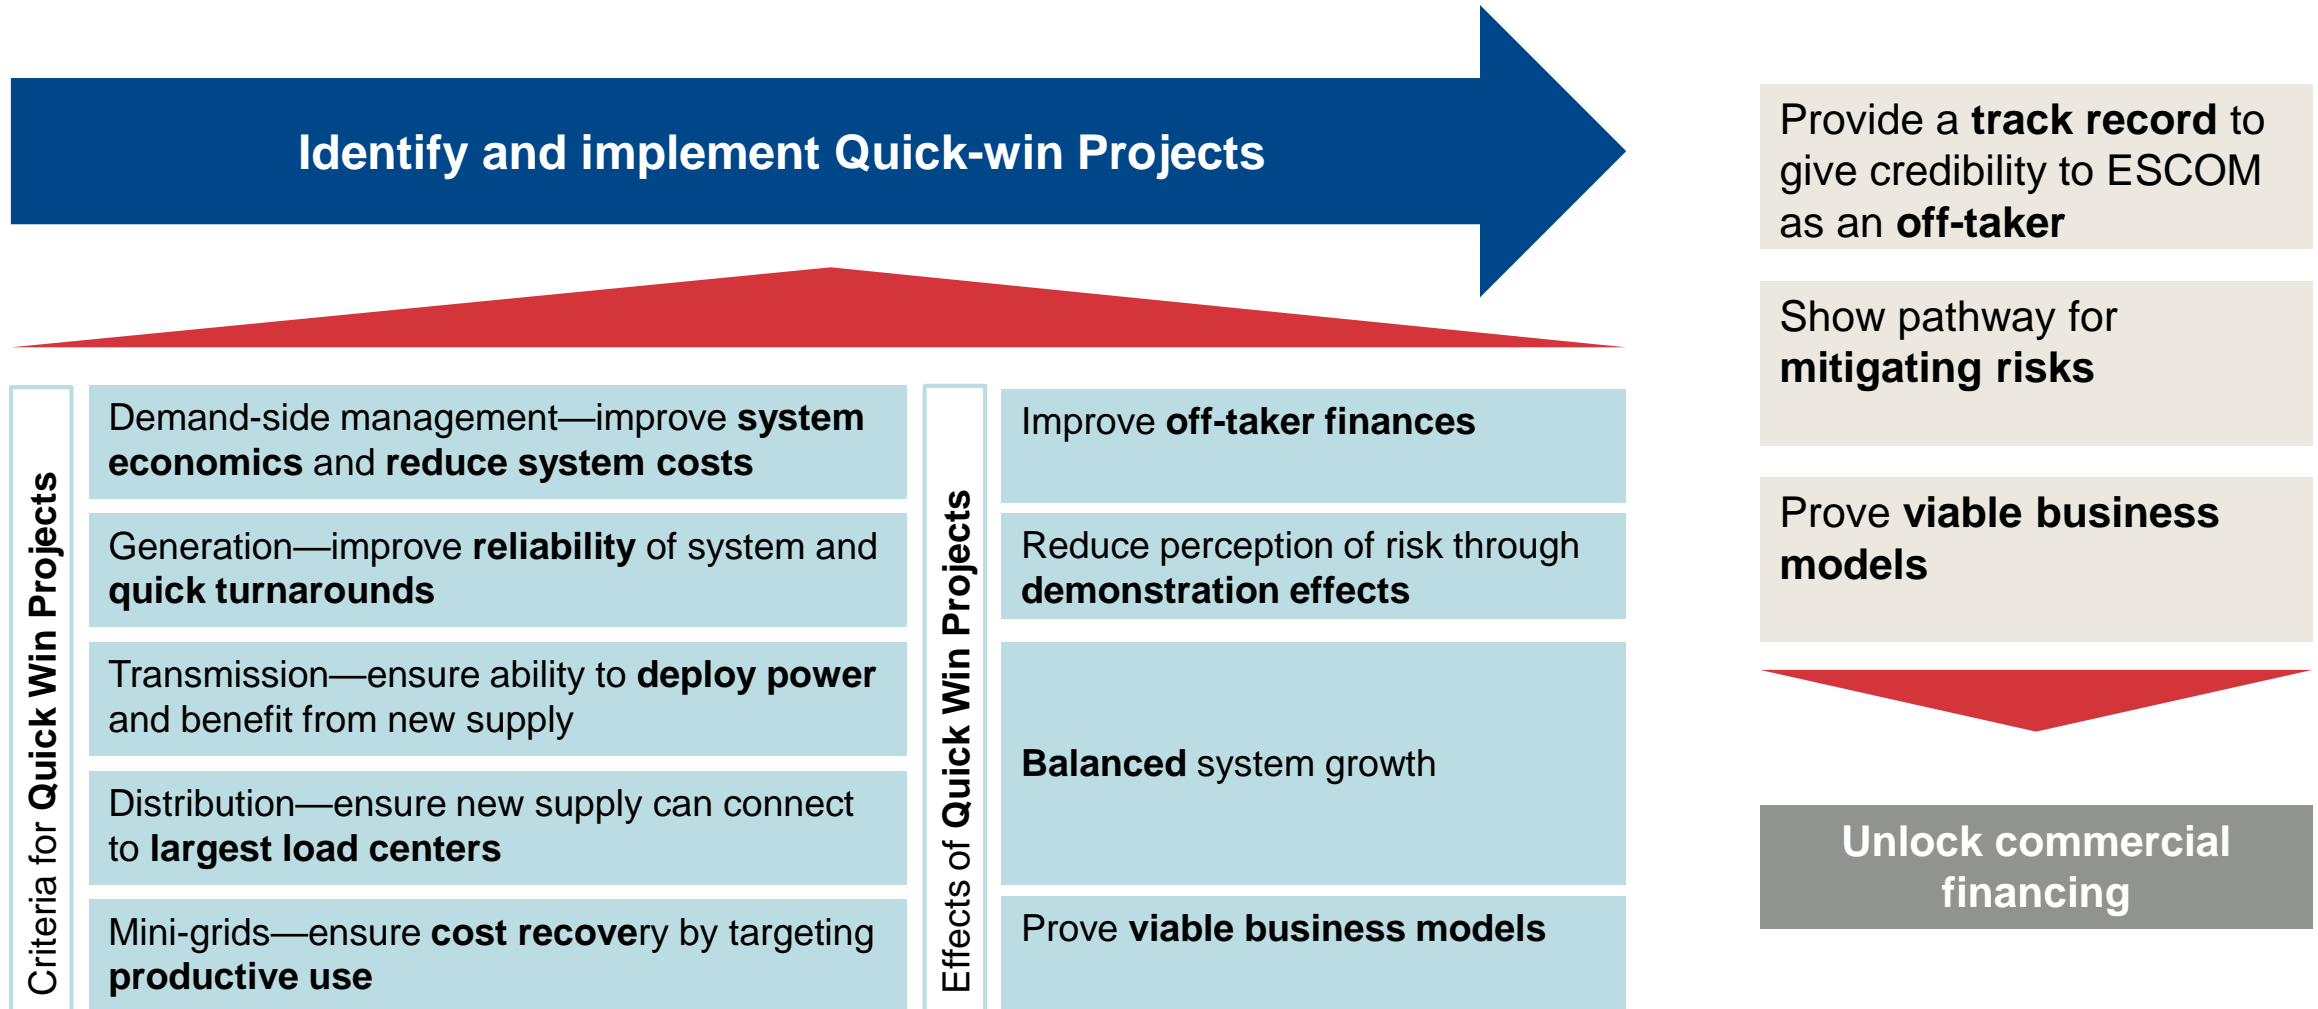 Identify and implement Quick-win Projects
Criteria for Quick Win Projects
Demand-side management—improve system
economics and reduce system costs
Generation—improve reliability of system and
quick turnarounds
Transmission—ensure ability to deploy power
and benefit from new supply
Distribution—ensure new supply can connect
to largest load centers
Mini-grids—ensure cost recovery by targeting
productive use
Effects of Quick Win Projects
Improve off-taker finances
Reduce perception of risk through
demonstration effects
Balanced system growth
Prove viable business models
Provide a track record to
give credibility to ESCOM
as an off-taker
Show pathway for
mitigating risks
Prove viable business
models
Unlock commercial
financing